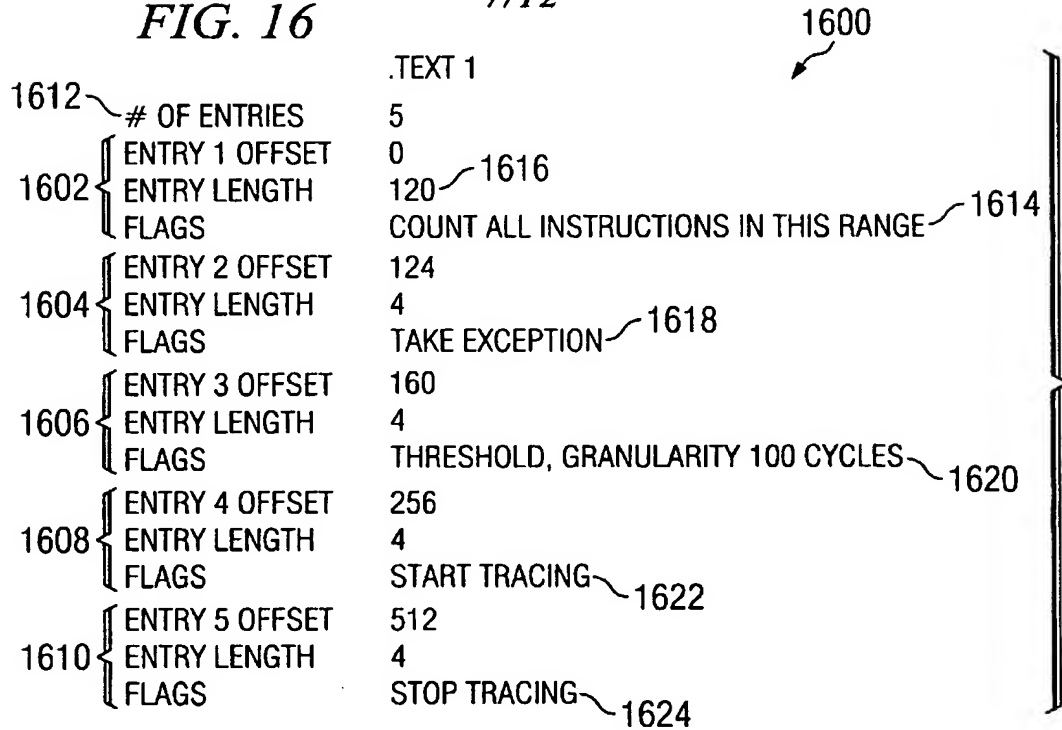 FIG. 16
1600
.TEXT 1
1612 # OF ENTRIES 5
ENTRY 1 OFFSET 0
1602 ENTRY LENGTH 120 1616
FLAGS COUNT ALL INSTRUCTIONS IN THIS RANGE 1614
ENTRY 2 OFFSET 124
1604 ENTRY LENGTH 4
FLAGS TAKE EXCEPTION 1618
ENTRY 3 OFFSET 160
1606 ENTRY LENGTH 4
FLAGS THRESHOLD, GRANULARITY 100 CYCLES 1620
ENTRY 4 OFFSET 256
1608 ENTRY LENGTH 4
FLAGS START TRACING 1622
ENTRY 5 OFFSET 512
1610 ENTRY LENGTH 4
FLAGS STOP TRACING 1624